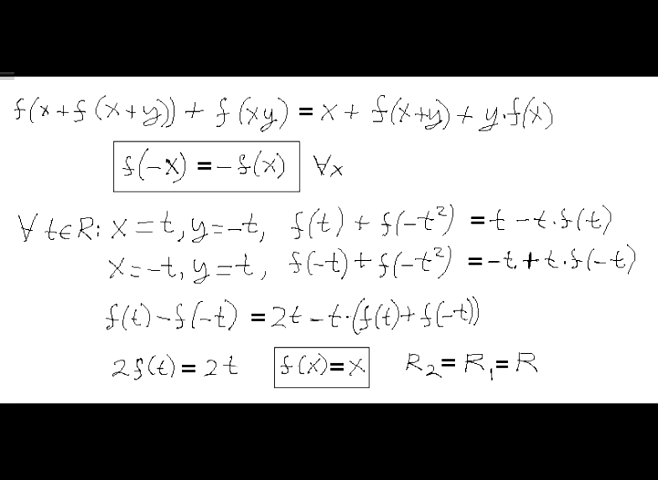 f(x+f(x+y))+f(xy)=x+f(x+y)+y·f(x)
f(-x)=-f(x) ∀x
∀t∈R: x=t, y=-t, f(t)+f(-t²)=t-t·f(t)
x=-t, y=t, f(-t)+f(-t²)=-t+t·f(-t)
f(t)-f(-t)=2t-t·(f(t)+f(-t))
2f(t)=2t f(x)=x R₂=R₁=R